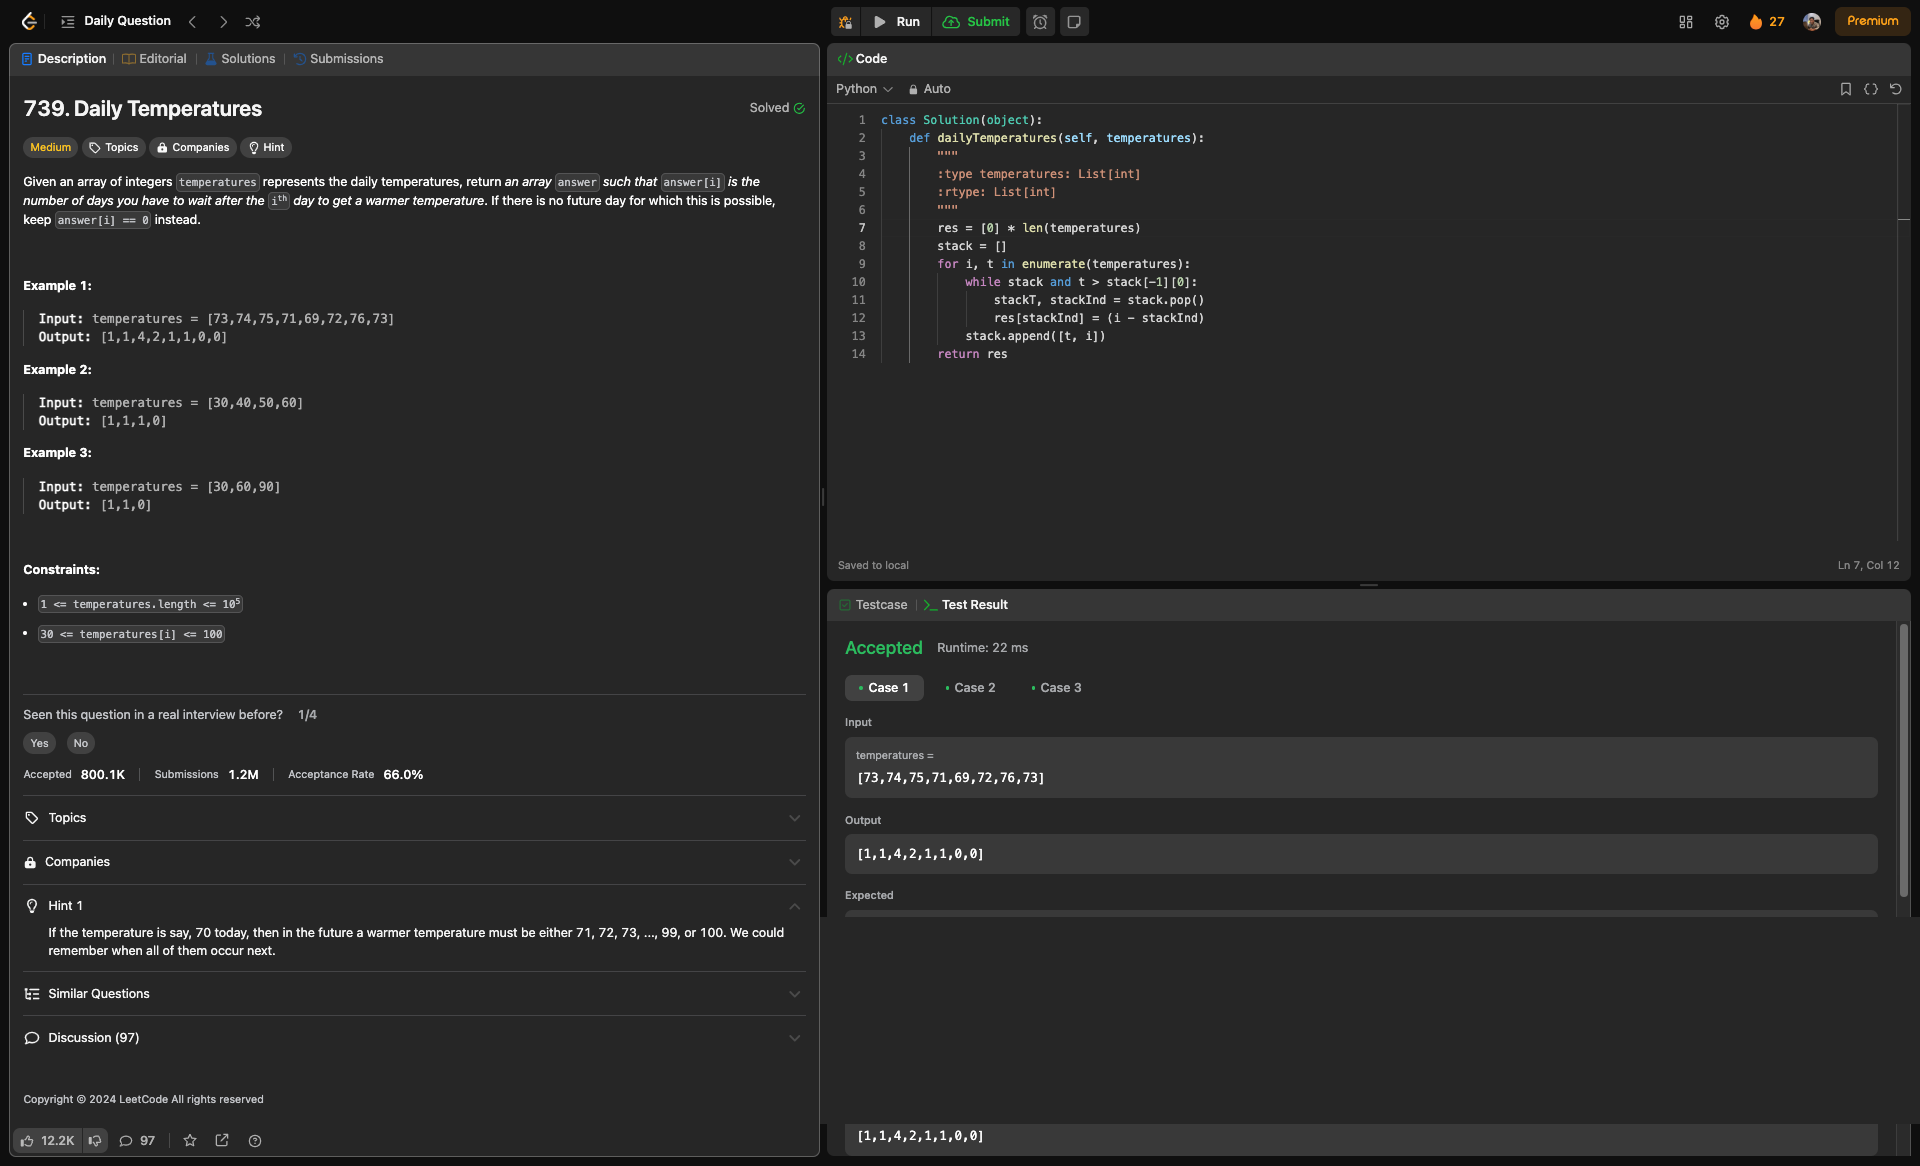 Daily Question
Run
Submit
27
Premium
Description
Editorial
Solutions
Submissions
739. Daily Temperatures
Solved
Medium
Topics
Companies
Hint
Given an array of integers temperatures represents the daily temperatures, return an array answer such that answer[i] is the
number of days you have to wait after the ith day to get a warmer temperature. If there is no future day for which this is possible,
keep answer[i] == 0 instead.
Example 1:
Input: temperatures = [73,74,75,71,69,72,76,73]
Output: [1,1,4,2,1,1,0,0]
Example 2:
Input: temperatures = [30,40,50,60]
Output: [1,1,1,0]
Example 3:
Input: temperatures = [30,60,90]
Output: [1,1,0]
Constraints:
• 1 <= temperatures.length <= 10⁵
• 30 <= temperatures[i] <= 100
Seen this question in a real interview before? 1/4
Yes No
Accepted 800.1K Submissions 1.2M Acceptance Rate 66.0%
Topics
Companies
Hint 1
If the temperature is say, 70 today, then in the future a warmer temperature must be either 71, 72, 73, ..., 99, or 100. We could
remember when all of them occur next.
Similar Questions
Discussion (97)
Copyright © 2024 LeetCode All rights reserved
12.2K
97
</> Code
Python
Auto
1 class Solution(object):
2     def dailyTemperatures(self, temperatures):
3         """
4         :type temperatures: List[int]
5         :rtype: List[int]
6         """
7         res = [0] * len(temperatures)
8         stack = []
9         for i, t in enumerate(temperatures):
10             while stack and t > stack[-1][0]:
11                 stackT, stackInd = stack.pop()
12                 res[stackInd] = (i - stackInd)
13             stack.append([t, i])
14         return res
Saved to local
Ln 7, Col 12
Testcase
>_ Test Result
Accepted Runtime: 22 ms
• Case 1 • Case 2 • Case 3
Input
temperatures =
[73,74,75,71,69,72,76,73]
Output
[1,1,4,2,1,1,0,0]
Expected
[1,1,4,2,1,1,0,0]